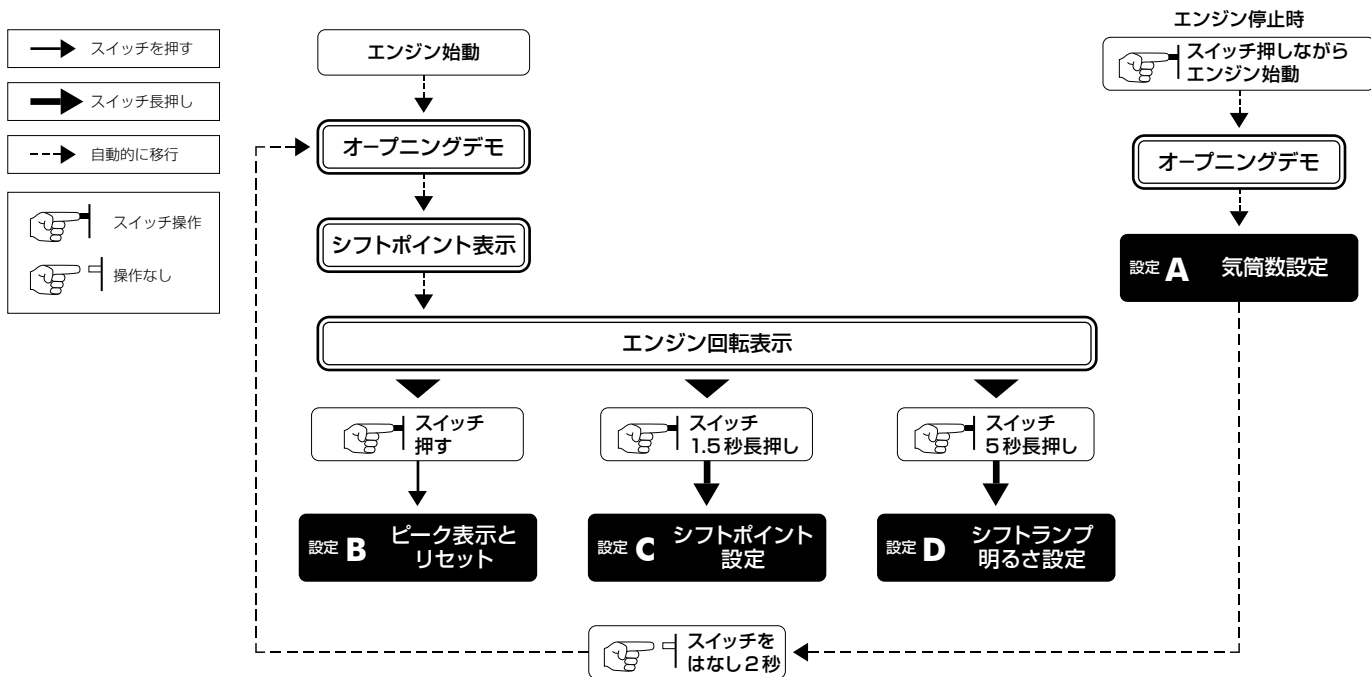 スイッチを押す
スイッチ長押し
自動的に移行
スイッチ操作
操作なし
エンジン始動
オープニングデモ
シフトポイント表示
エンジン回転表示
スイッチ
押す
スイッチ
1.5秒長押し
スイッチ
5秒長押し
設定 B ピーク表示と
リセット
設定 C シフトポイント
設定
設定 D シフトランプ
明るさ設定
エンジン停止時
スイッチ押しながら
エンジン始動
オープニングデモ
設定 A 気筒数設定
スイッチを
はなし2秒